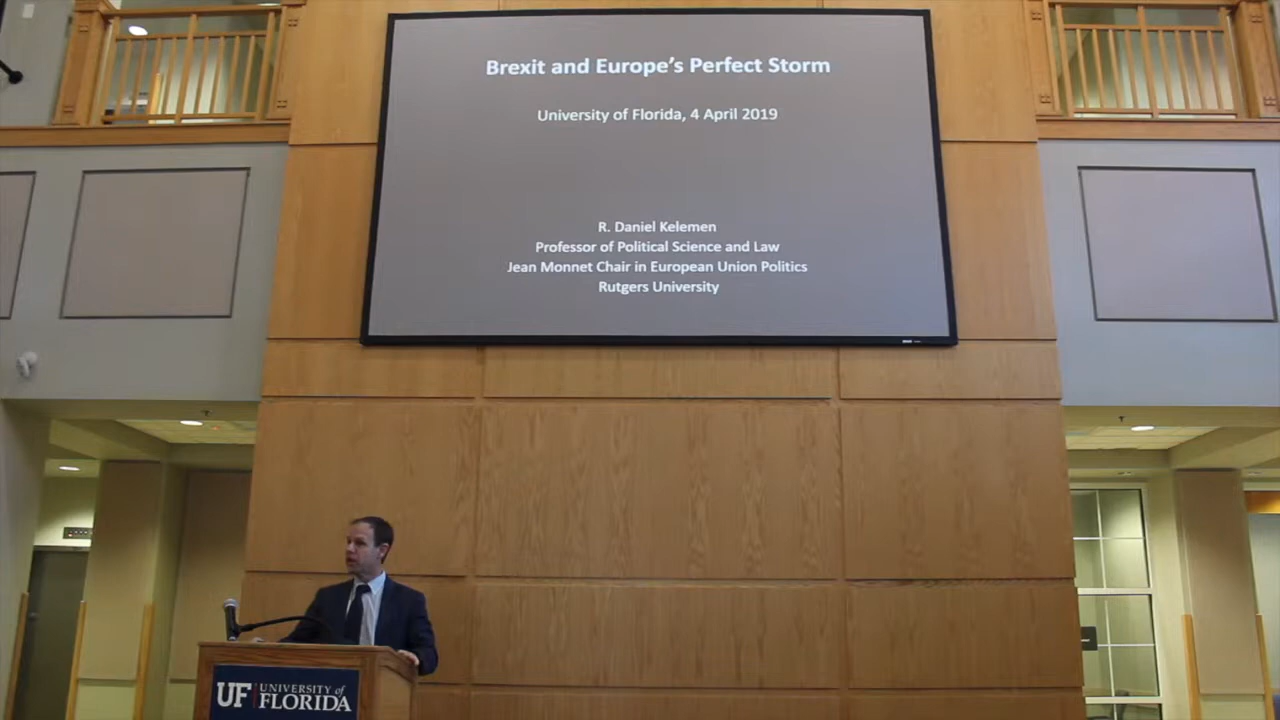 Brexit and Europe's Perfect Storm
University of Florida, 4 April 2019
R. Daniel Kelemen
Professor of Political Science and Law
Jean Monnet Chair in European Union Politics
Rutgers University
UF UNIVERSITY of
FLORIDA